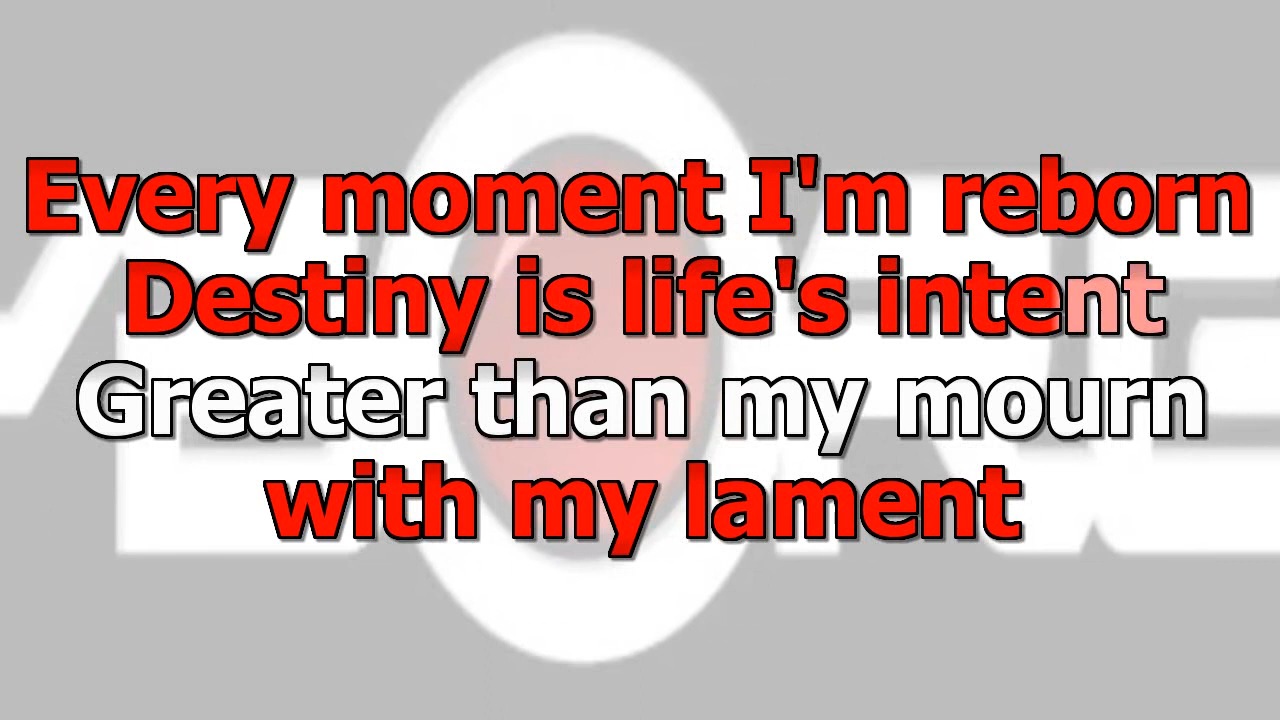 Every moment I'm reborn
Destiny is life's intent
Greater than my mourn
with my lament